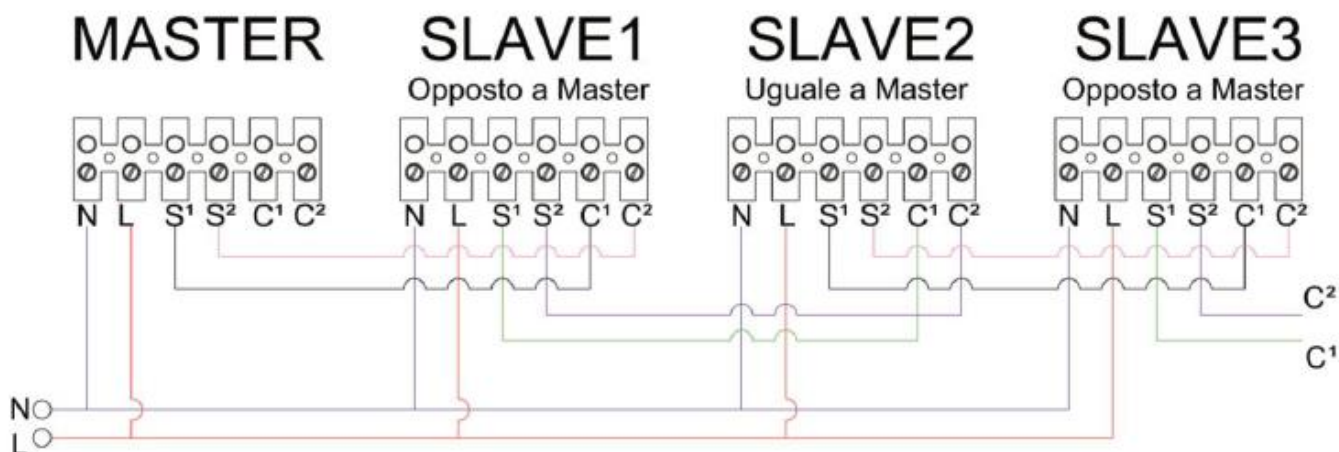 MASTER SLAVE1 SLAVE2 SLAVE3
Opposto a Master Uguale a Master Opposto a Master
N L S¹ S² C¹ C² N L S¹ S² C¹ C² N L S¹ S² C¹ C² N L S¹ S² C¹ C²
C²
C¹
N
L